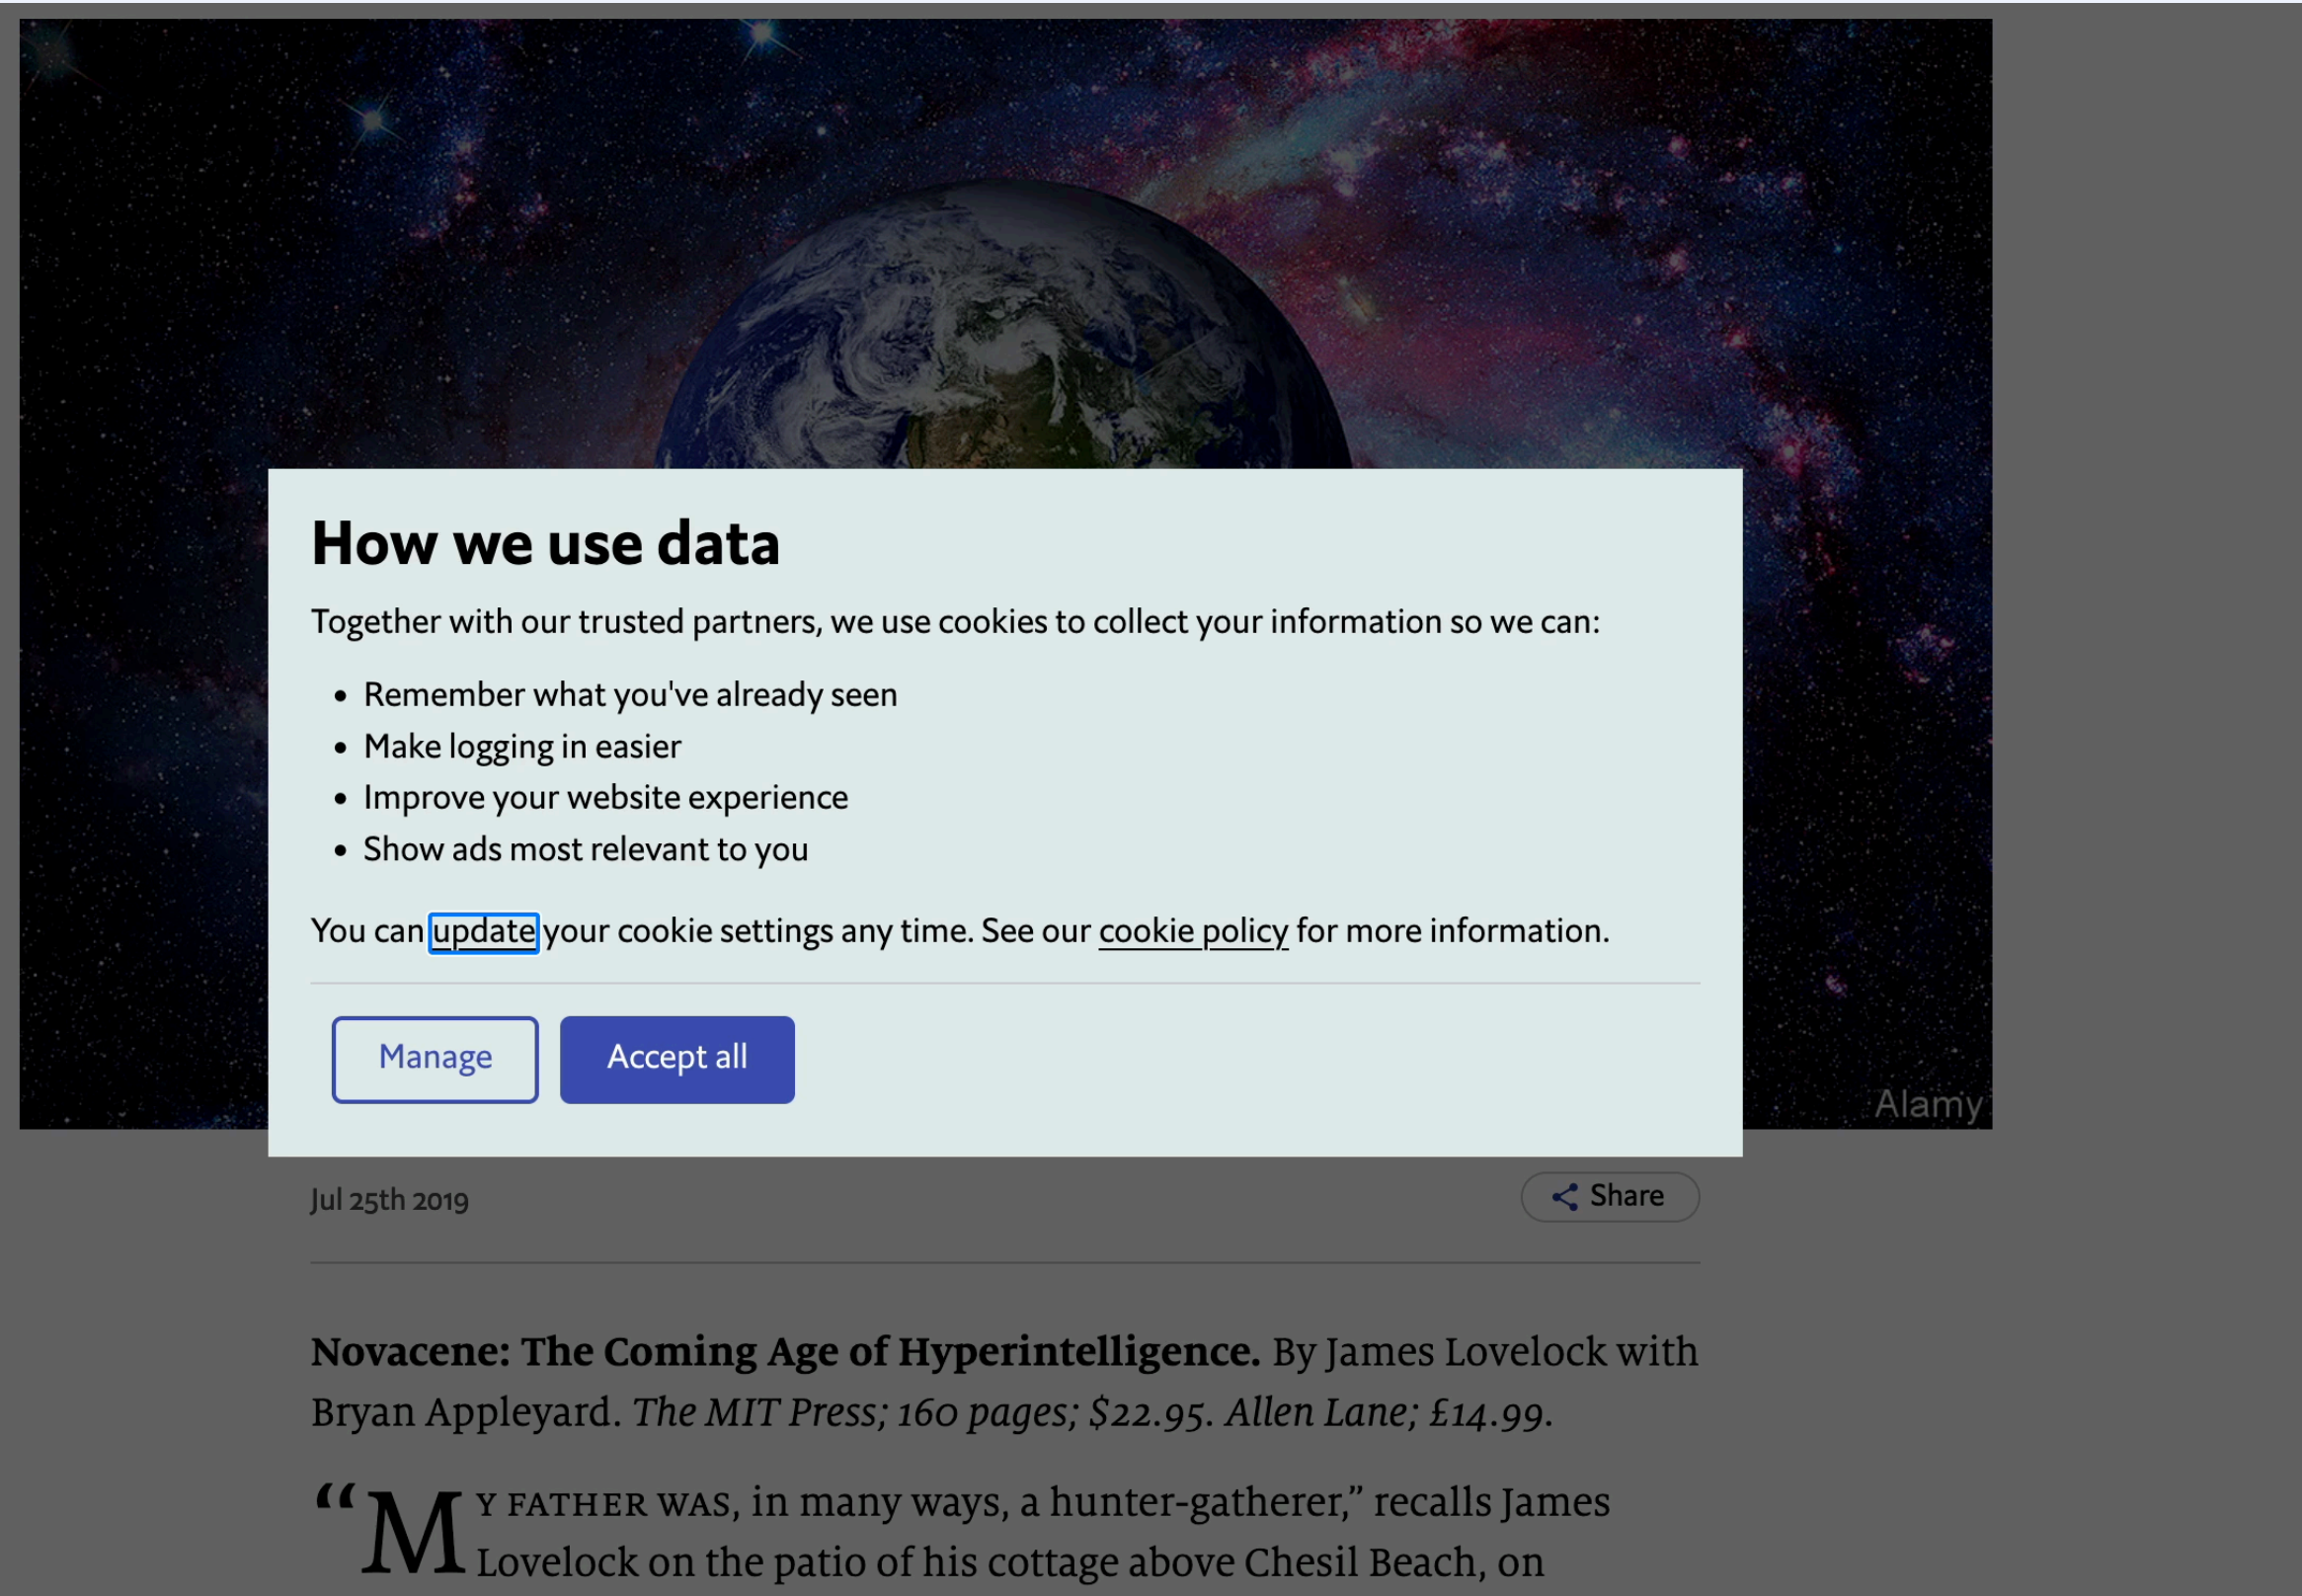 How we use data
Together with our trusted partners, we use cookies to collect your information so we can:
• Remember what you've already seen
• Make logging in easier
• Improve your website experience
• Show ads most relevant to you
You can update your cookie settings any time. See our cookie policy for more information.
Manage
Accept all
Alamy
Jul 25th 2019
Share
Novacene: The Coming Age of Hyperintelligence. By James Lovelock with
Bryan Appleyard. The MIT Press; 160 pages; $22.95. Allen Lane; £14.99.
“MY FATHER WAS, in many ways, a hunter-gatherer,” recalls James
Lovelock on the patio of his cottage above Chesil Beach, on